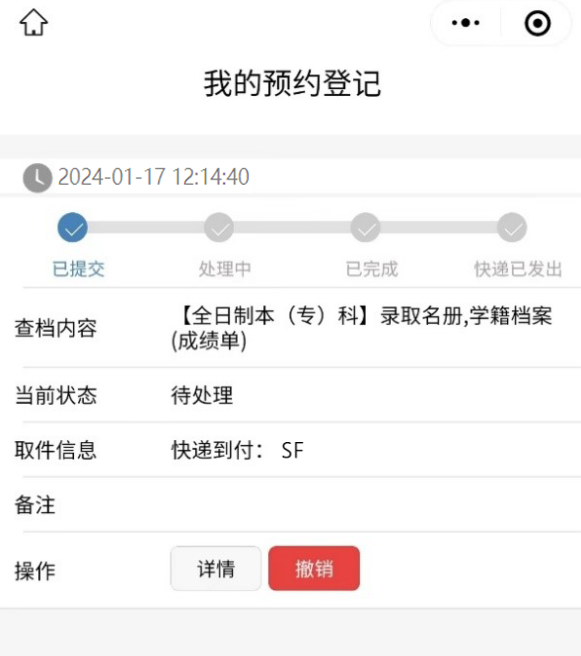 我的预约登记
2024-01-17 12:14:40
已提交 处理中 已完成 快递已发出
查档内容 【全日制本（专）科】录取名册,学籍档案
(成绩单)
当前状态 待处理
取件信息 快递到付： SF
备注
操作 详情 撤销